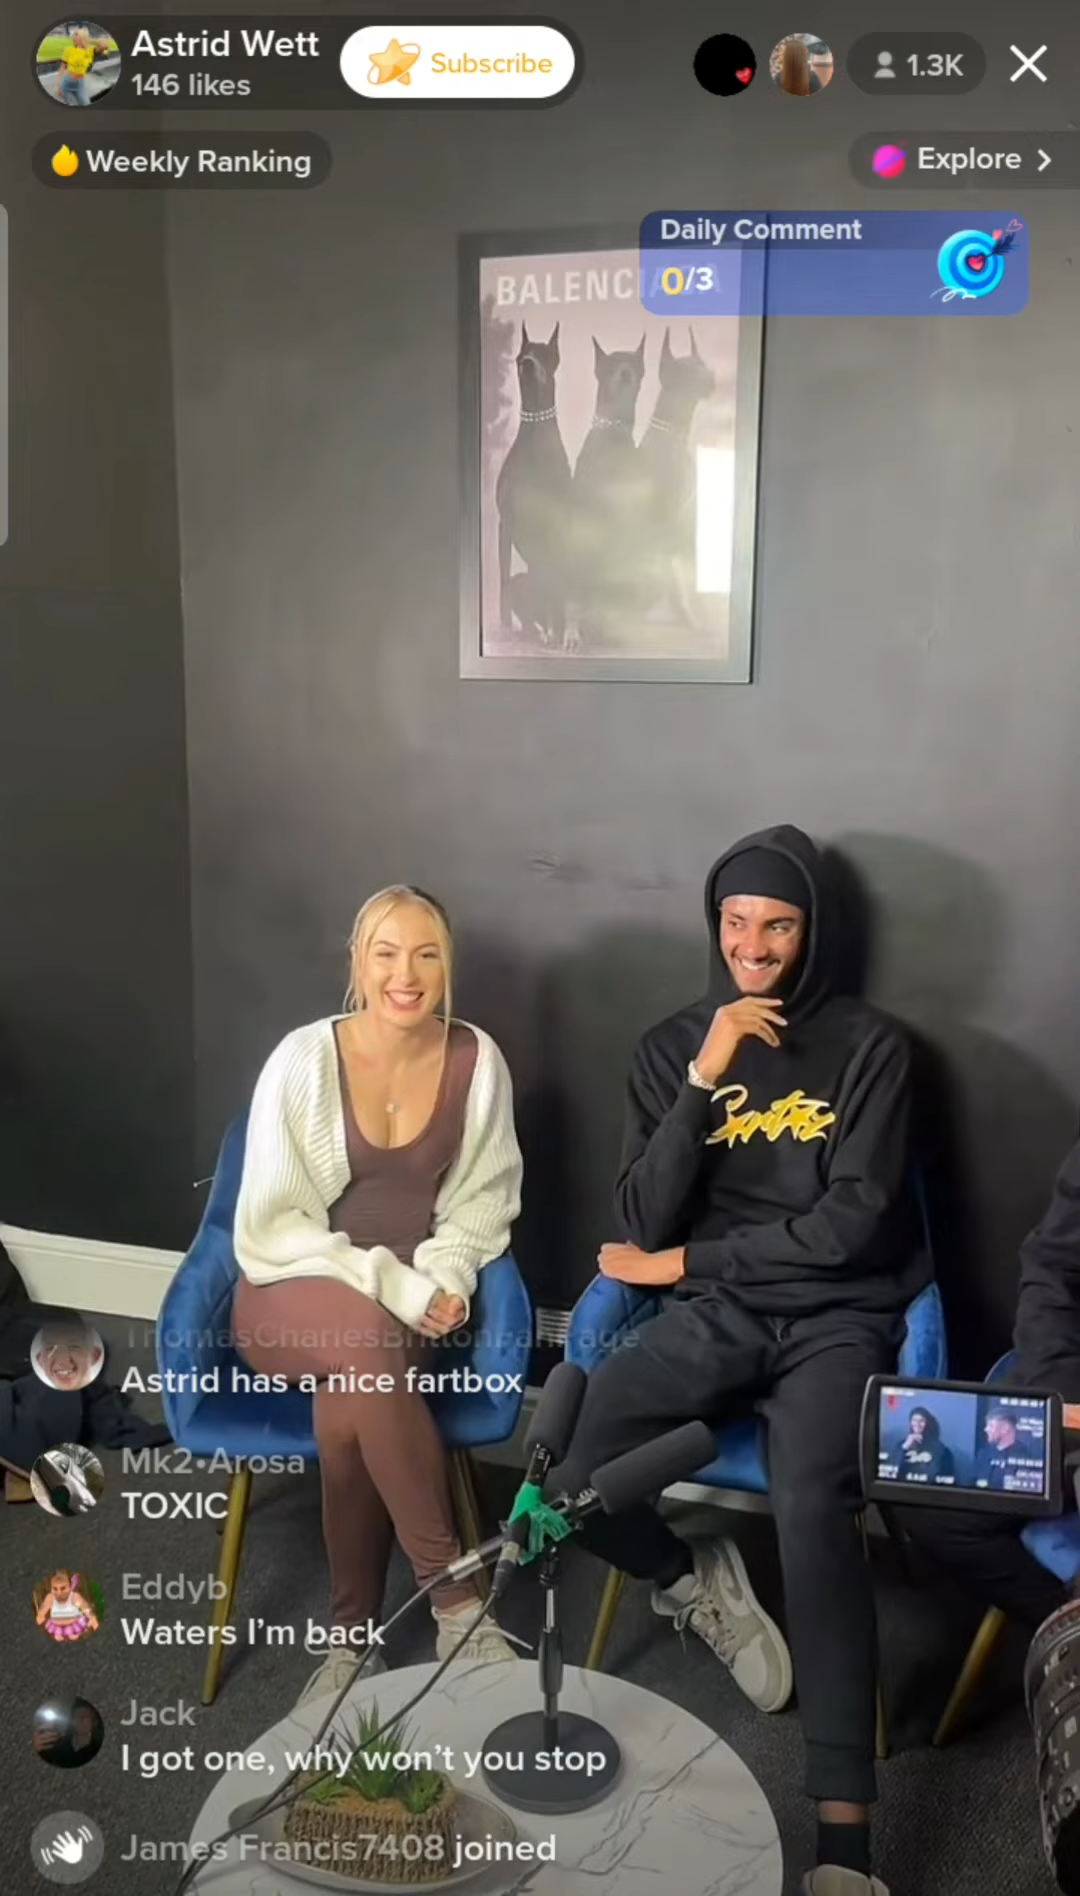 Astrid Wett
146 likes
Subscribe
1.3K
Weekly Ranking
Explore
Daily Comment
0/3
ThomasCharlesBrittonFanPage
Astrid has a nice fartbox
Mk2•Arosa
TOXIC
Eddyb
Waters I'm back
Jack
I got one, why won't you stop
James Francis7408 joined